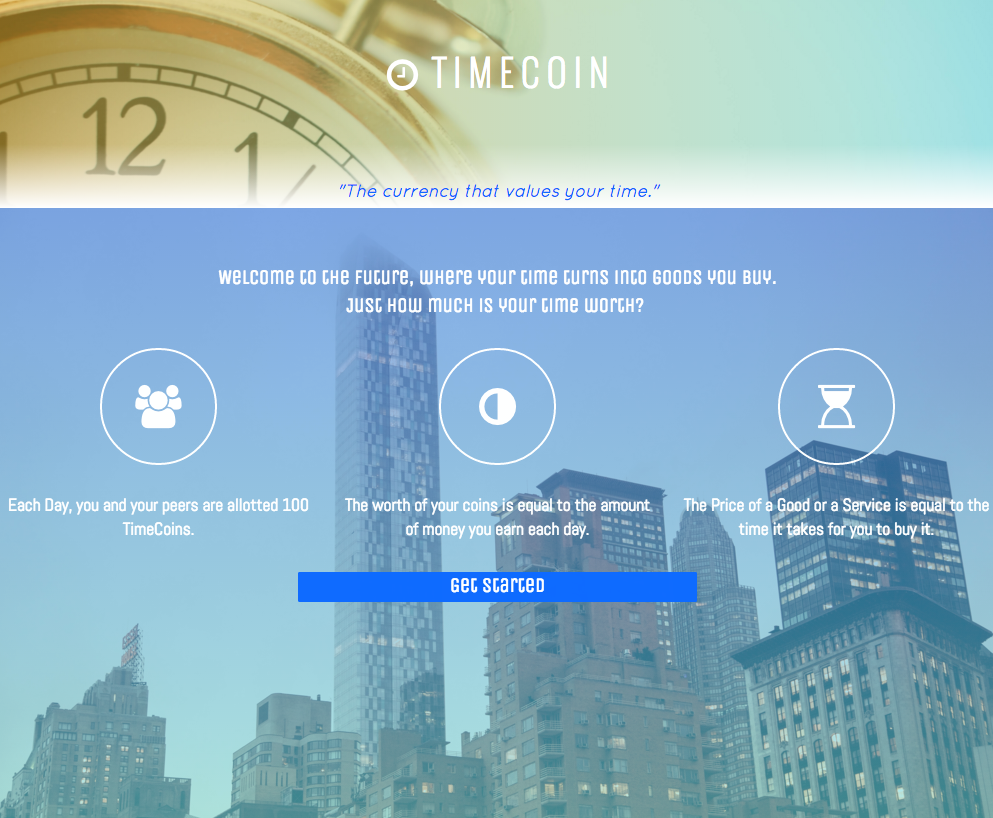 12
1
TIMECOIN
"The currency that values your time."
Welcome to the Future, where your time turns into goods you buy.
Just how much is your time worth?
Each Day, you and your peers are allotted 100
TimeCoins.
The worth of your coins is equal to the amount
of money you earn each day.
The Price of a Good or a Service is equal to the
time it takes for you to buy it.
Get Started